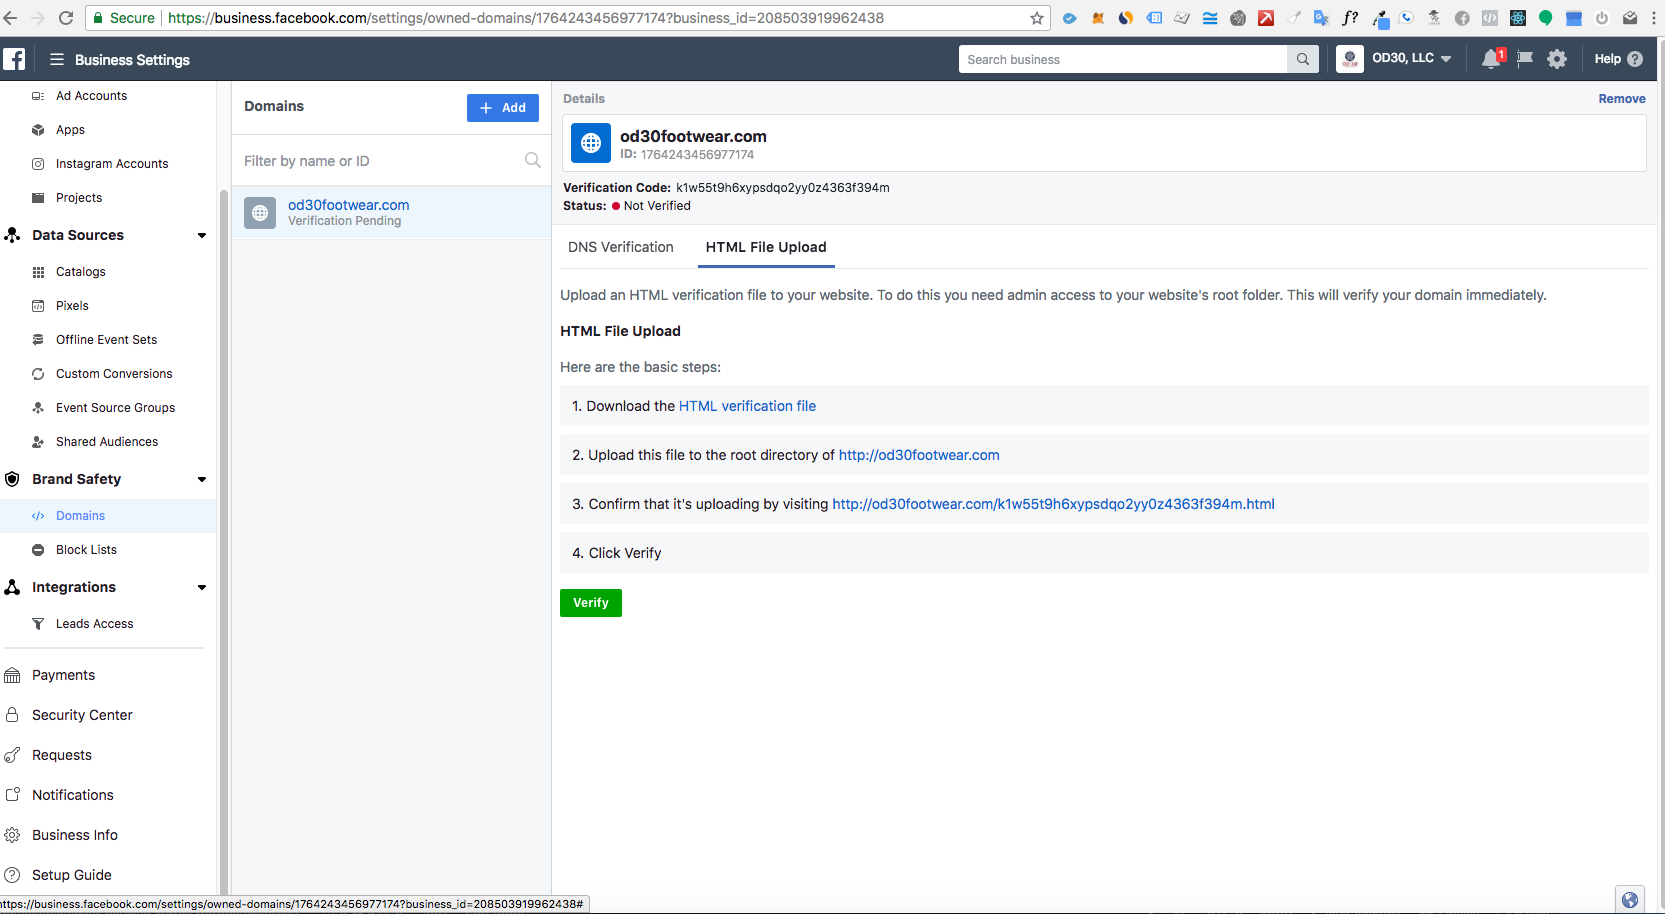 Secure
https://business.facebook.com/settings/owned-domains/1764243456977174?business_id=208503919962438
f?
Business Settings
Search business
OD30, LLC
1
Help
Ad Accounts
Apps
Instagram Accounts
Projects
Data Sources
Catalogs
Pixels
Offline Event Sets
Custom Conversions
Event Source Groups
Shared Audiences
Brand Safety
Domains
Block Lists
Integrations
Leads Access
Payments
Security Center
Requests
Notifications
Business Info
Setup Guide
Domains
+ Add
Filter by name or ID
od30footwear.com
Verification Pending
Details
Remove
od30footwear.com
ID: 1764243456977174
Verification Code: k1w55t9h6xypsdqo2yy0z4363f394m
Status: Not Verified
DNS Verification
HTML File Upload
Upload an HTML verification file to your website. To do this you need admin access to your website's root folder. This will verify your domain immediately.
HTML File Upload
Here are the basic steps:
1. Download the HTML verification file
2. Upload this file to the root directory of http://od30footwear.com
3. Confirm that it's uploading by visiting http://od30footwear.com/k1w55t9h6xypsdqo2yy0z4363f394m.html
4. Click Verify
Verify
https://business.facebook.com/settings/owned-domains/1764243456977174?business_id=208503919962438#